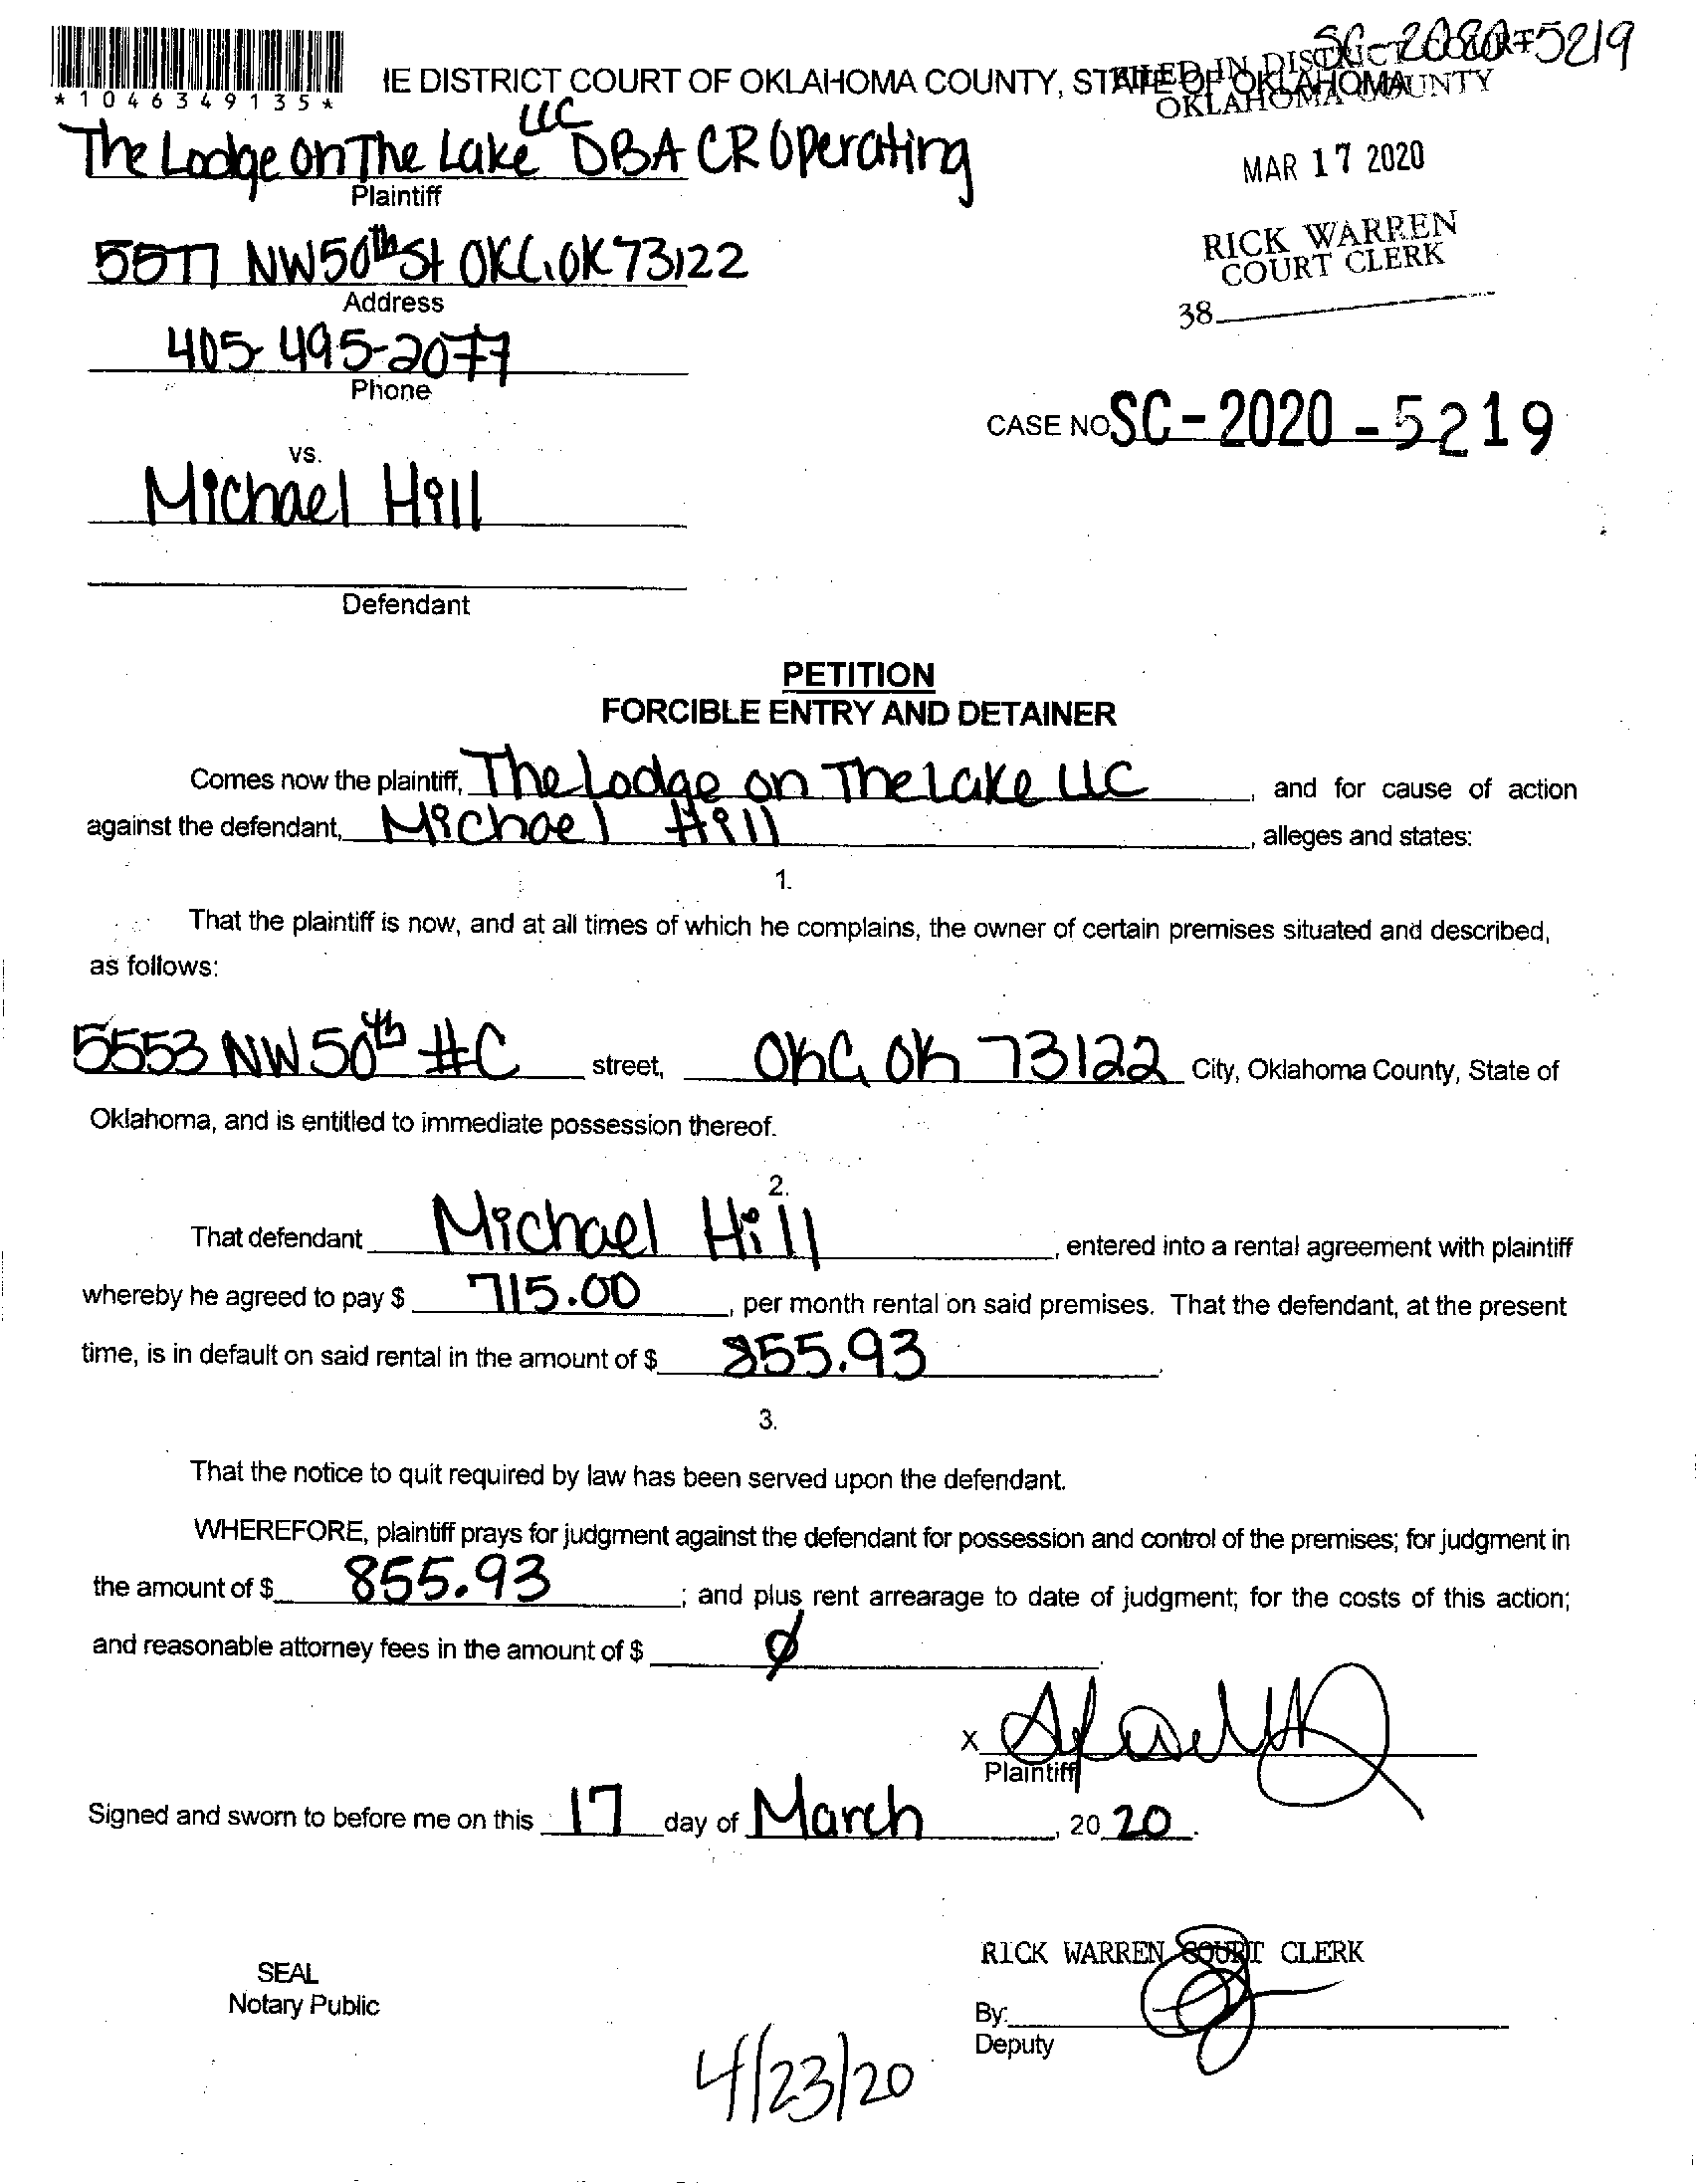 SC-2020-5219
*1046349135*
IE DISTRICT COURT OF OKLAHOMA COUNTY, STATE OF OKLAHOMA
FILED IN DISTRICT COURT
OKLAHOMA COUNTY
The Lodge on The Lake LLC DBA CR Operating
Plaintiff
MAR 17 2020
5577 NW 50th St OKC, OK 73122
Address
RICK WARREN
COURT CLERK
38
405-495-2077
Phone
CASE NO SC-2020-5219
vs.
Michael Hill
Defendant
PETITION
FORCIBLE ENTRY AND DETAINER
Comes now the plaintiff, The Lodge on The Lake LLC, and for cause of action
against the defendant, Michael Hill, alleges and states:
1.
That the plaintiff is now, and at all times of which he complains, the owner of certain premises situated and described,
as follows:
5553 NW 50th #C street, OKC, OK 73122 City, Oklahoma County, State of
Oklahoma, and is entitled to immediate possession thereof.
2.
That defendant Michael Hill, entered into a rental agreement with plaintiff
whereby he agreed to pay $ 715.00, per month rental on said premises. That the defendant, at the present
time, is in default on said rental in the amount of $ 855.93.
3.
That the notice to quit required by law has been served upon the defendant.
WHEREFORE, plaintiff prays for judgment against the defendant for possession and control of the premises; for judgment in
the amount of $ 855.93; and plus rent arrearage to date of judgment; for the costs of this action;
and reasonable attorney fees in the amount of $ ∅.
x
Plaintiff
Signed and sworn to before me on this 17 day of March, 20 20.
RICK WARREN COURT CLERK
SEAL
Notary Public
By:
Deputy
4/23/20